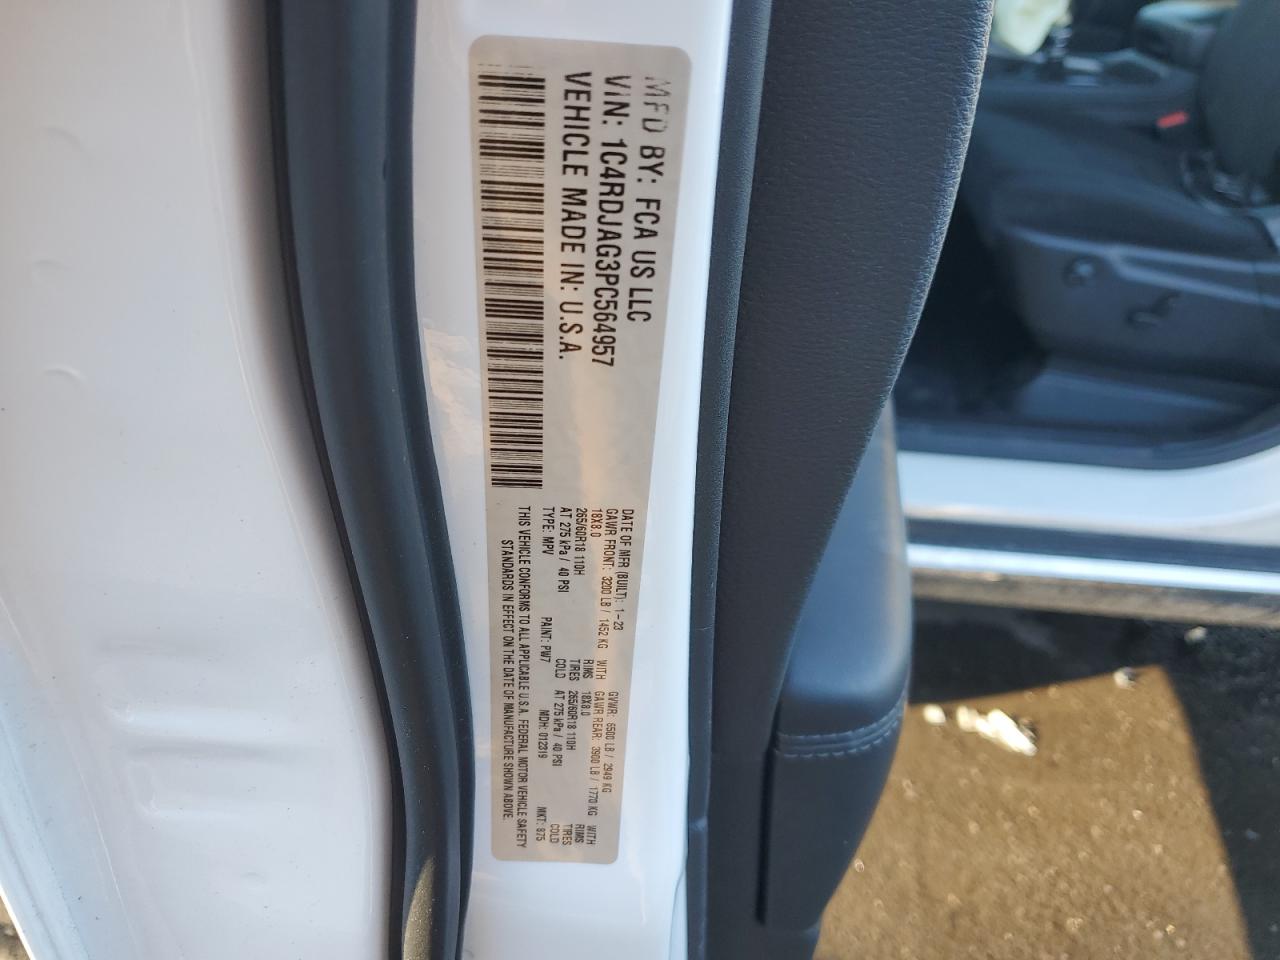 MFD BY: FCA US LLC
VIN: 1C4RDJAG3PC564957
VEHICLE MADE IN: U.S.A.
DATE OF MFR (BUILT): 1-23 GVWR: 6500 LB / 2949 KG
GAWR FRONT: 3200 LB / 1452 KG WITH GAWR REAR: 3900 LB / 1770 KG WITH
18X8.0 RIMS 18X8.0 RIMS
265/60R18 110H TIRES 265/60R18 110H TIRES
AT 275 kPa / 40 PSI COLD AT 275 kPa / 40 PSI COLD
TYPE: MPV PAINT: PW7 MDH: 012319 MKT: 875
THIS VEHICLE CONFORMS TO ALL APPLICABLE U.S.A. FEDERAL MOTOR VEHICLE SAFETY
STANDARDS IN EFFECT ON THE DATE OF MANUFACTURE SHOWN ABOVE.